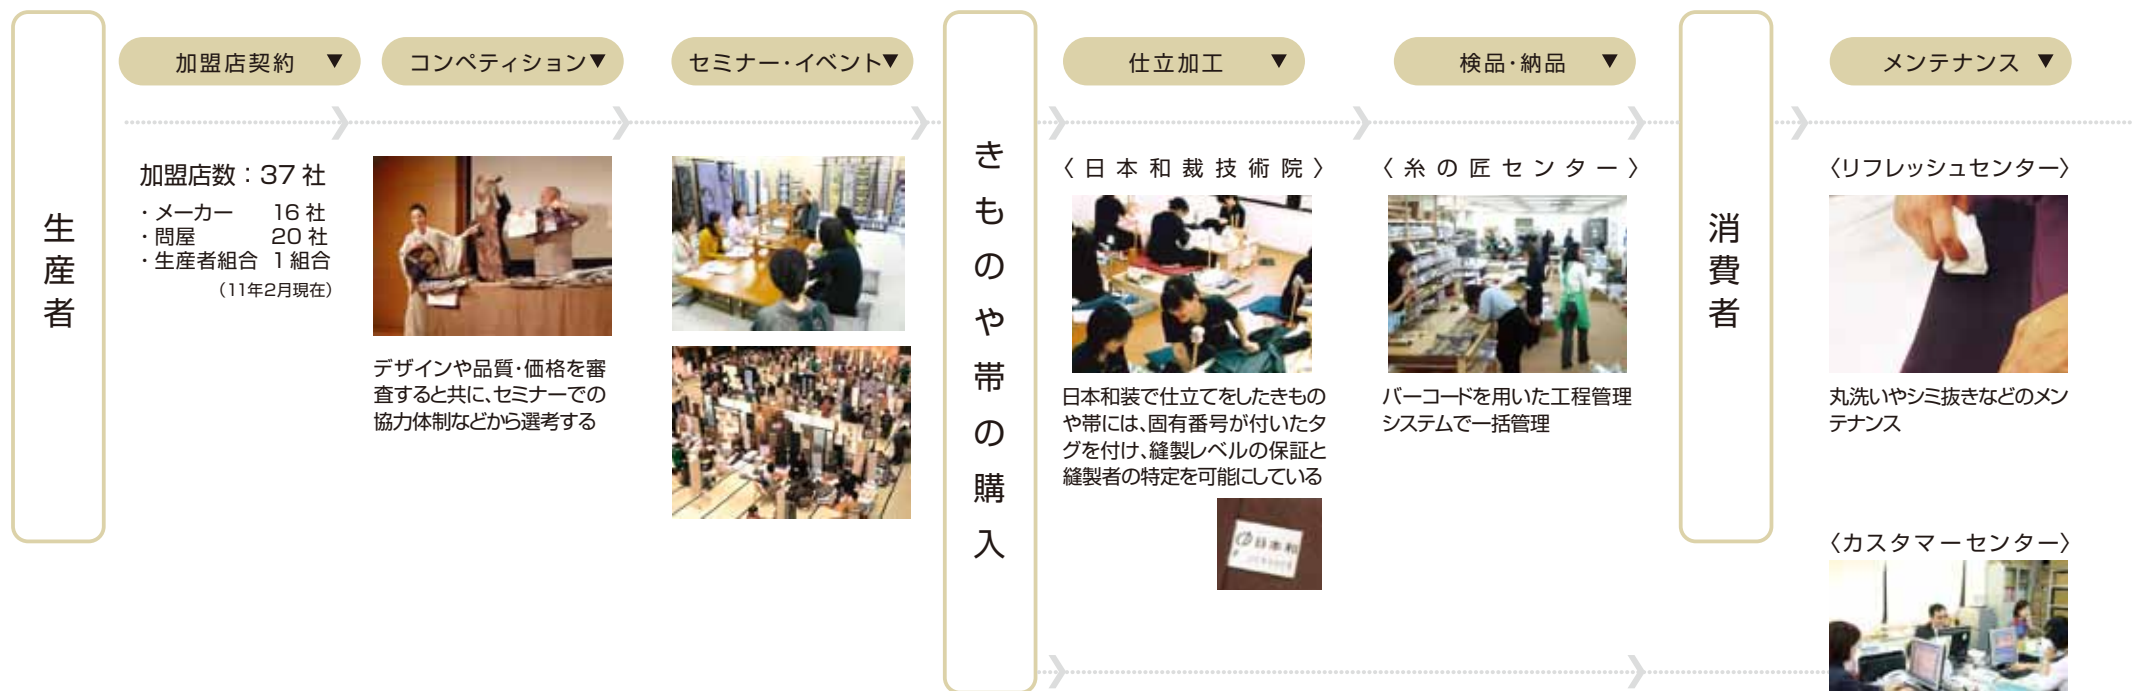 生産者
加盟店契約 ▼
加盟店数：37 社
・メーカー 16 社
・問屋 20 社
・生産者組合 1 組合
（11年2月現在）
コンペティション▼
デザインや品質・価格を審
査すると共に、セミナーでの
協力体制などから選考する
セミナー・イベント▼
きものや帯の購入
仕立加工 ▼
〈日本和裁技術院〉
日本和装で仕立てをしたきもの
や帯には、固有番号が付いたタ
グを付け、縫製レベルの保証と
縫製者の特定を可能にしている
日本和
検品・納品 ▼
〈糸の匠センター〉
バーコードを用いた工程管理
システムで一括管理
消費者
メンテナンス ▼
〈リフレッシュセンター〉
丸洗いやシミ抜きなどのメン
テナンス
〈カスタマーセンター〉